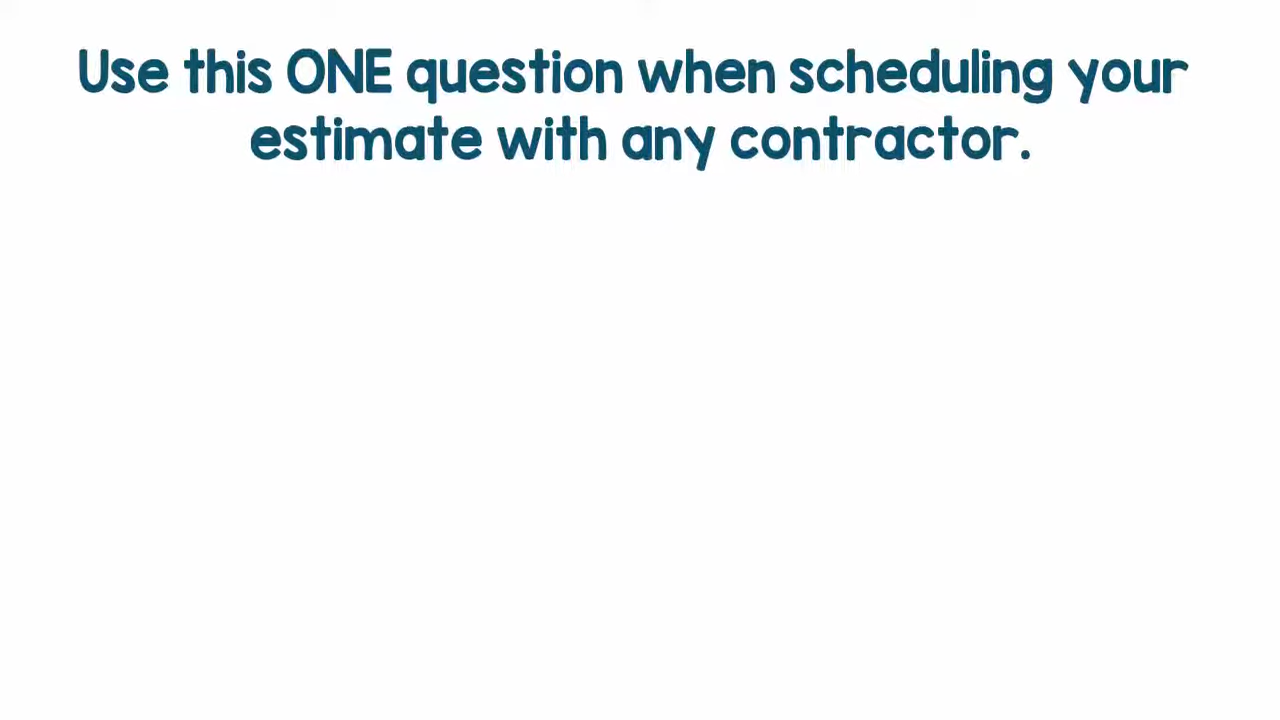 Use this ONE question when scheduling your
estimate with any contractor.